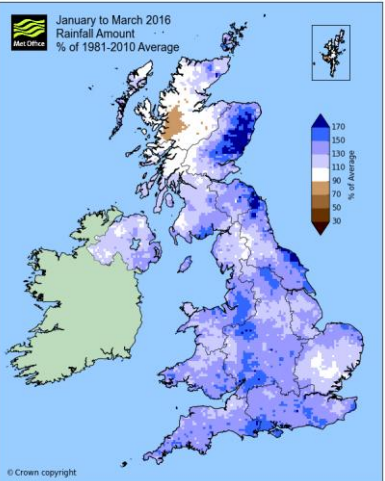 Met Office
January to March 2016
Rainfall Amount
% of 1981-2010 Average
170
150
130
110
90
70
50
30
% of Average
© Crown copyright